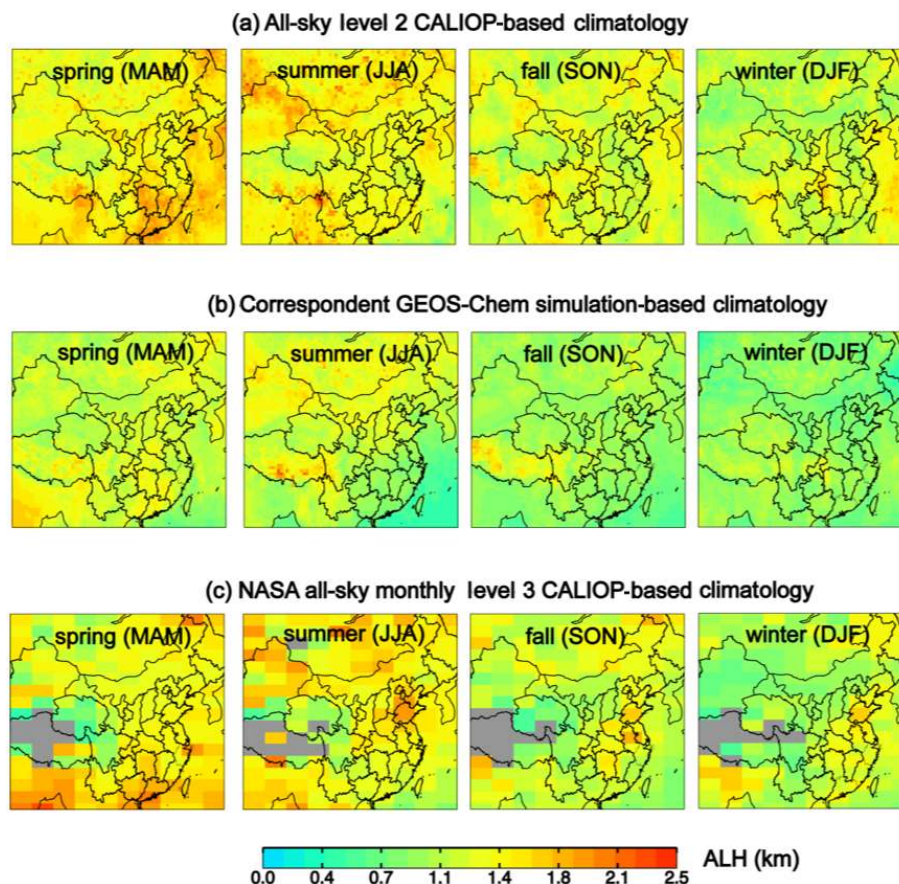 (a) All-sky level 2 CALIOP-based climatology
spring (MAM) summer (JJA) fall (SON) winter (DJF)
(b) Correspondent GEOS-Chem simulation-based climatology
spring (MAM) summer (JJA) fall (SON) winter (DJF)
(c) NASA all-sky monthly level 3 CALIOP-based climatology
spring (MAM) summer (JJA) fall (SON) winter (DJF)
ALH (km)
0.0 0.4 0.7 1.1 1.4 1.8 2.1 2.5